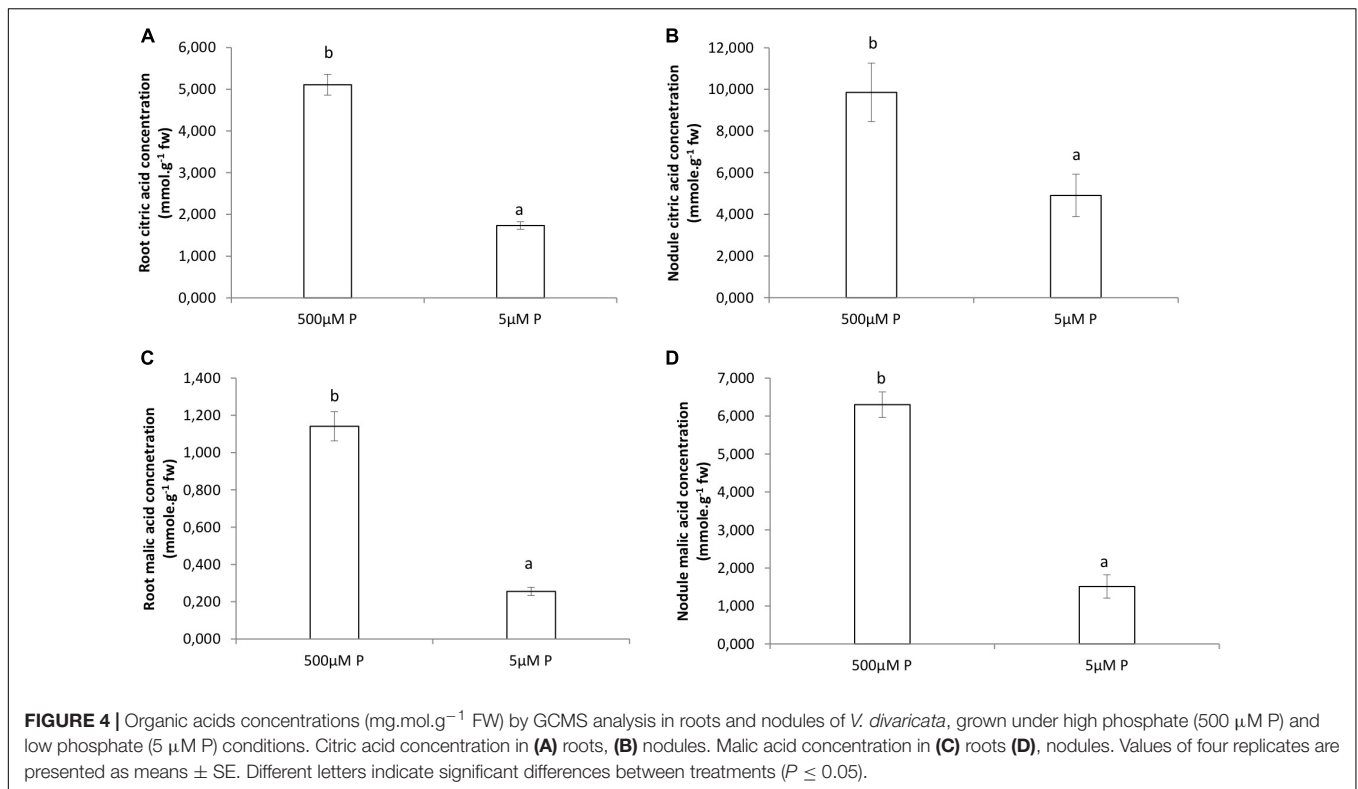 A
Root citric acid concentration
(mmol.g-1 fw)
6,000
5,000
4,000
3,000
2,000
1,000
0,000
b
a
500µM P
5µM P
B
Nodule citric acid concnetration
(mmole.g-1 fw)
12,000
10,000
8,000
6,000
4,000
2,000
0,000
b
a
500µM P
5µM P
C
Root malic acid concnetration
(mmole.g-1 fw)
1,400
1,200
1,000
0,800
0,600
0,400
0,200
0,000
b
a
500µM P
5µM P
D
Nodule malic acid concentration
(mmole.g-1 fw)
7,000
6,000
5,000
4,000
3,000
2,000
1,000
0,000
b
a
500µM P
5µM P
FIGURE 4 | Organic acids concentrations (mg.mol.g−1 FW) by GCMS analysis in roots and nodules of V. divaricata, grown under high phosphate (500 µM P) and
low phosphate (5 µM P) conditions. Citric acid concentration in (A) roots, (B) nodules. Malic acid concentration in (C) roots (D), nodules. Values of four replicates are
presented as means ± SE. Different letters indicate significant differences between treatments (P ≤ 0.05).